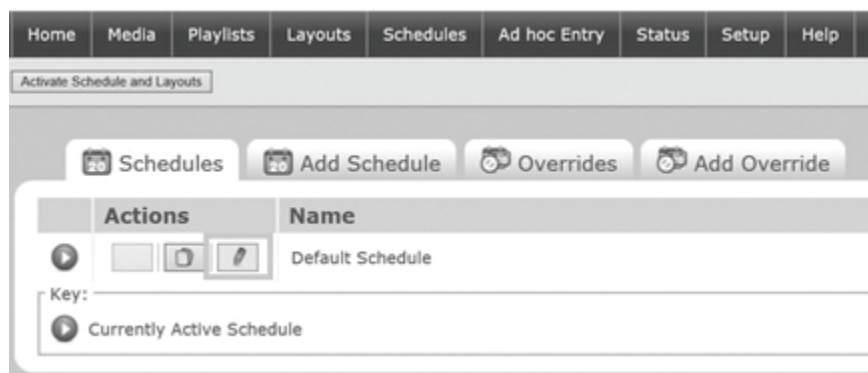 Home Media Playlists Layouts Schedules Ad hoc Entry Status Setup Help
Activate Schedule and Layouts
Schedules Add Schedule Overrides Add Override
Actions Name
Default Schedule
Key:
Currently Active Schedule